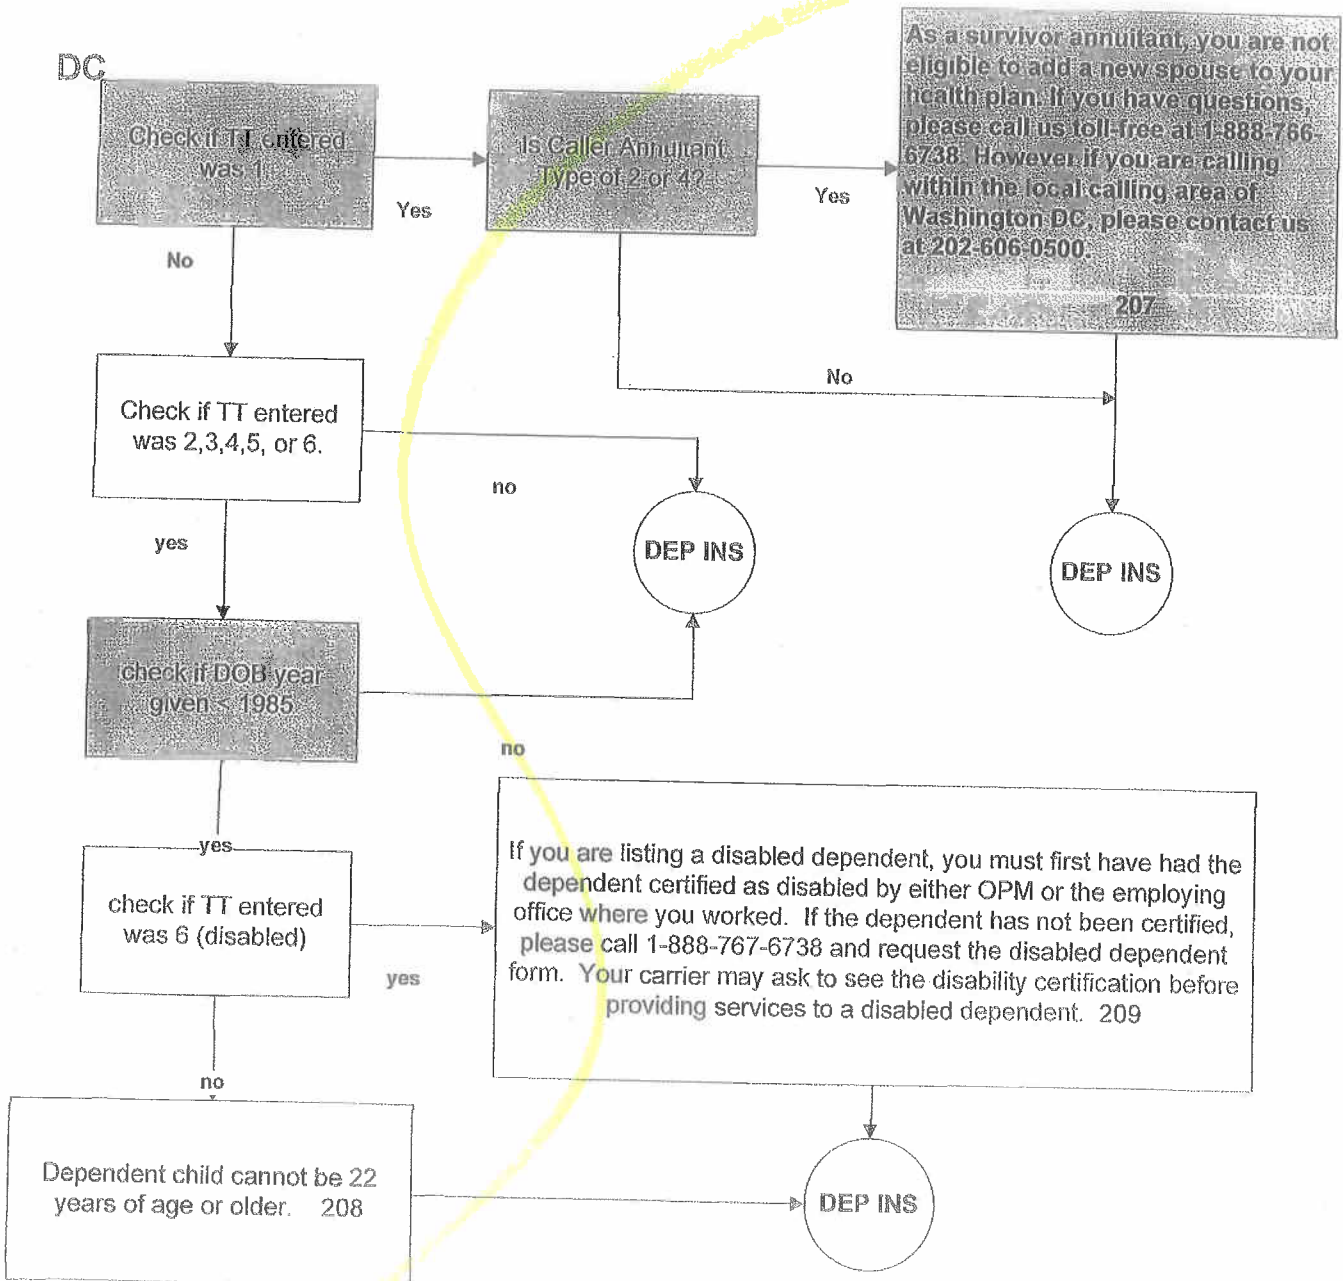 DC
Check if TT entered
was 1
Yes
No
Is Caller Annuitant
Type of 2 or 4?
Yes
No
As a survivor annuitant, you are not
eligible to add a new spouse to your
health plan. If you have questions,
please call us toll-free at 1-888-766-
6738. However if you are calling
within the local calling area of
Washington DC, please contact us
at 202-606-0500.
207
Check if TT entered
was 2,3,4,5, or 6.
no
yes
DEP INS
DEP INS
check if DOB year
given < 1985
no
yes
check if TT entered
was 6 (disabled)
yes
no
If you are listing a disabled dependent, you must first have had the
dependent certified as disabled by either OPM or the employing
office where you worked. If the dependent has not been certified,
please call 1-888-767-6738 and request the disabled dependent
form. Your carrier may ask to see the disability certification before
providing services to a disabled dependent. 209
Dependent child cannot be 22
years of age or older. 208
DEP INS